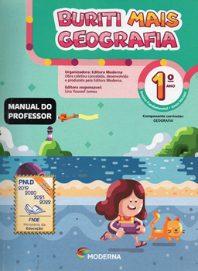 BURITI MAIS
GEOGRAFIA
Organizadora: Editora Moderna
Obra coletiva concebida, desenvolvida
e produzida pela Editora Moderna.
Editora responsável:
1º
ANO
Componente curricular:
GEOGRAFIA
MANUAL DO
PROFESSOR
PNLD
2019
2020
2021
2022
FNDE
Ministério da
Educação
MODERNA